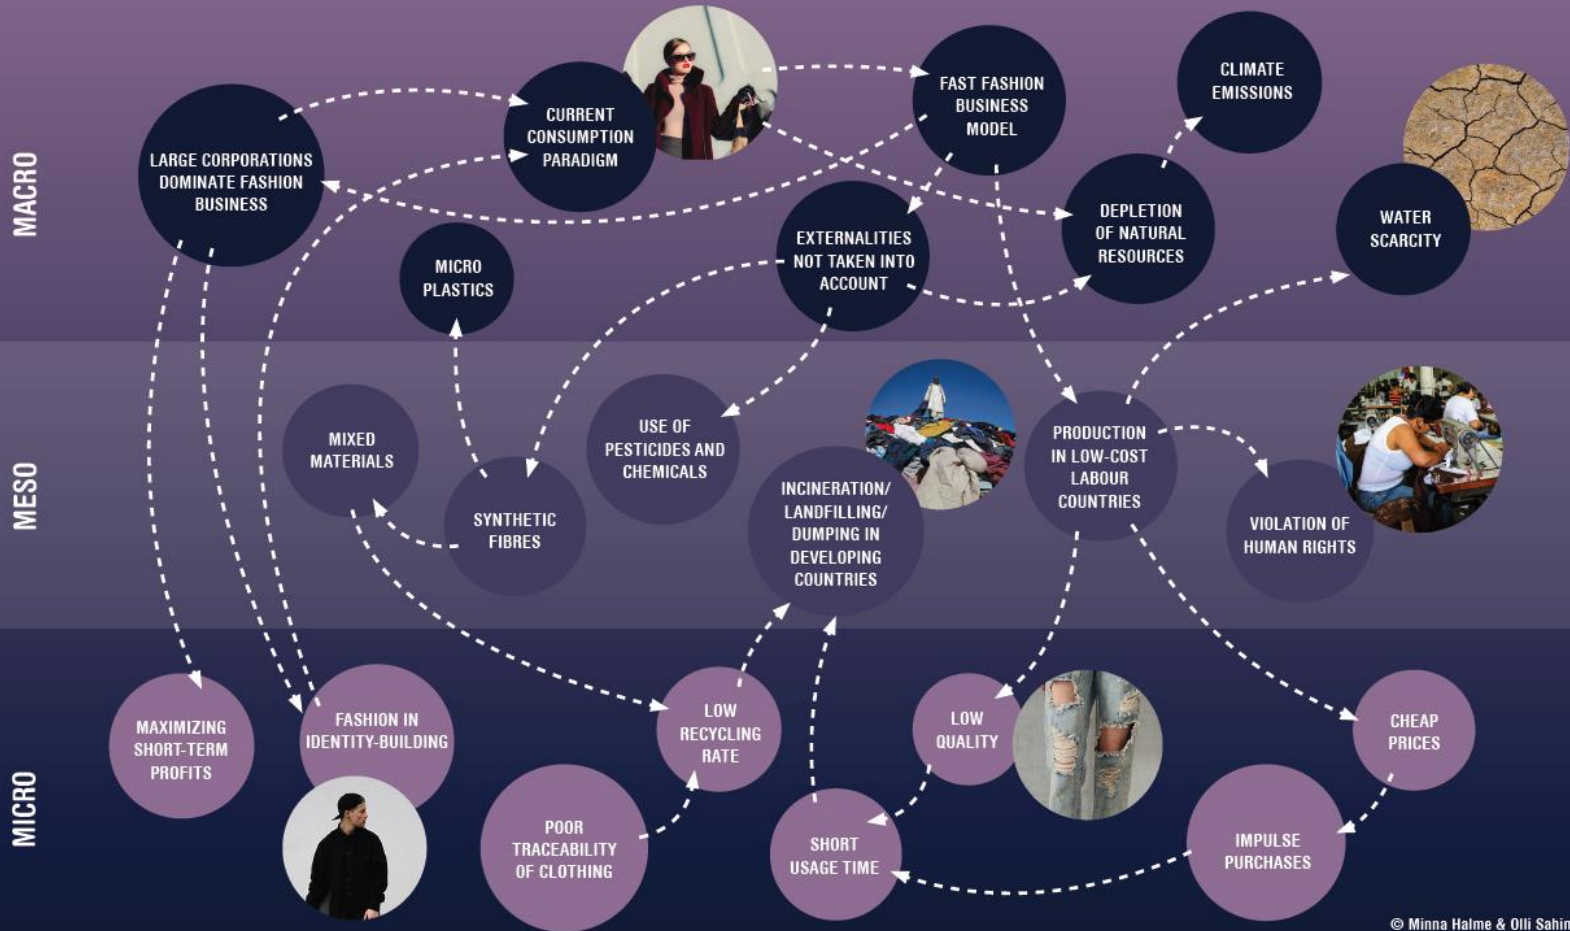 MACRO
LARGE CORPORATIONS
DOMINATE FASHION
BUSINESS
CURRENT
CONSUMPTION
PARADIGM
FAST FASHION
BUSINESS
MODEL
CLIMATE
EMISSIONS
MICRO
PLASTICS
EXTERNALITIES
NOT TAKEN INTO
ACCOUNT
DEPLETION
OF NATURAL
RESOURCES
WATER
SCARCITY
MESO
MIXED
MATERIALS
SYNTHETIC
FIBRES
USE OF
PESTICIDES AND
CHEMICALS
INCINERATION/
LANDFILLING/
DUMPING IN
DEVELOPING
COUNTRIES
PRODUCTION
IN LOW-COST
LABOUR
COUNTRIES
VIOLATION OF
HUMAN RIGHTS
MICRO
MAXIMIZING
SHORT-TERM
PROFITS
FASHION IN
IDENTITY-BUILDING
POOR
TRACEABILITY
OF CLOTHING
LOW
RECYCLING
RATE
SHORT
USAGE TIME
LOW
QUALITY
IMPULSE
PURCHASES
CHEAP
PRICES
© Minna Halme & Olli Sahim